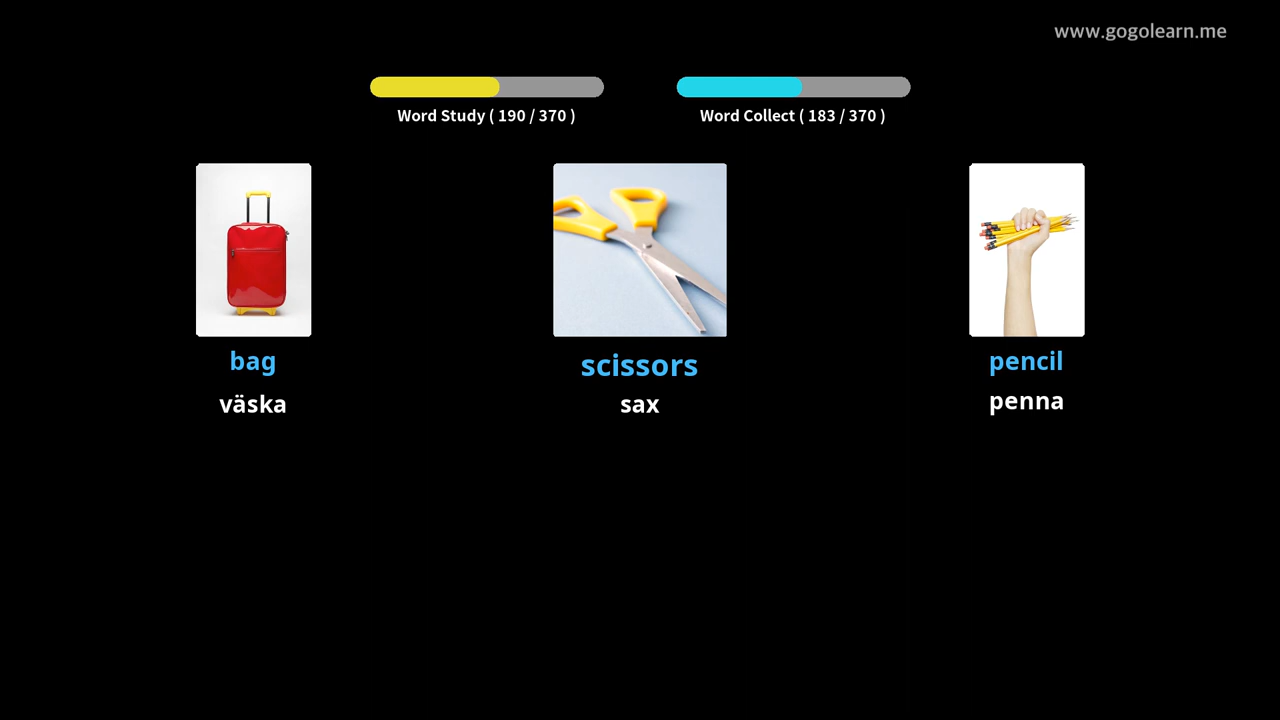 www.gogolearn.me
Word Study ( 190 / 370 )
Word Collect ( 183 / 370 )
bag
scissors
pencil
väska
sax
penna